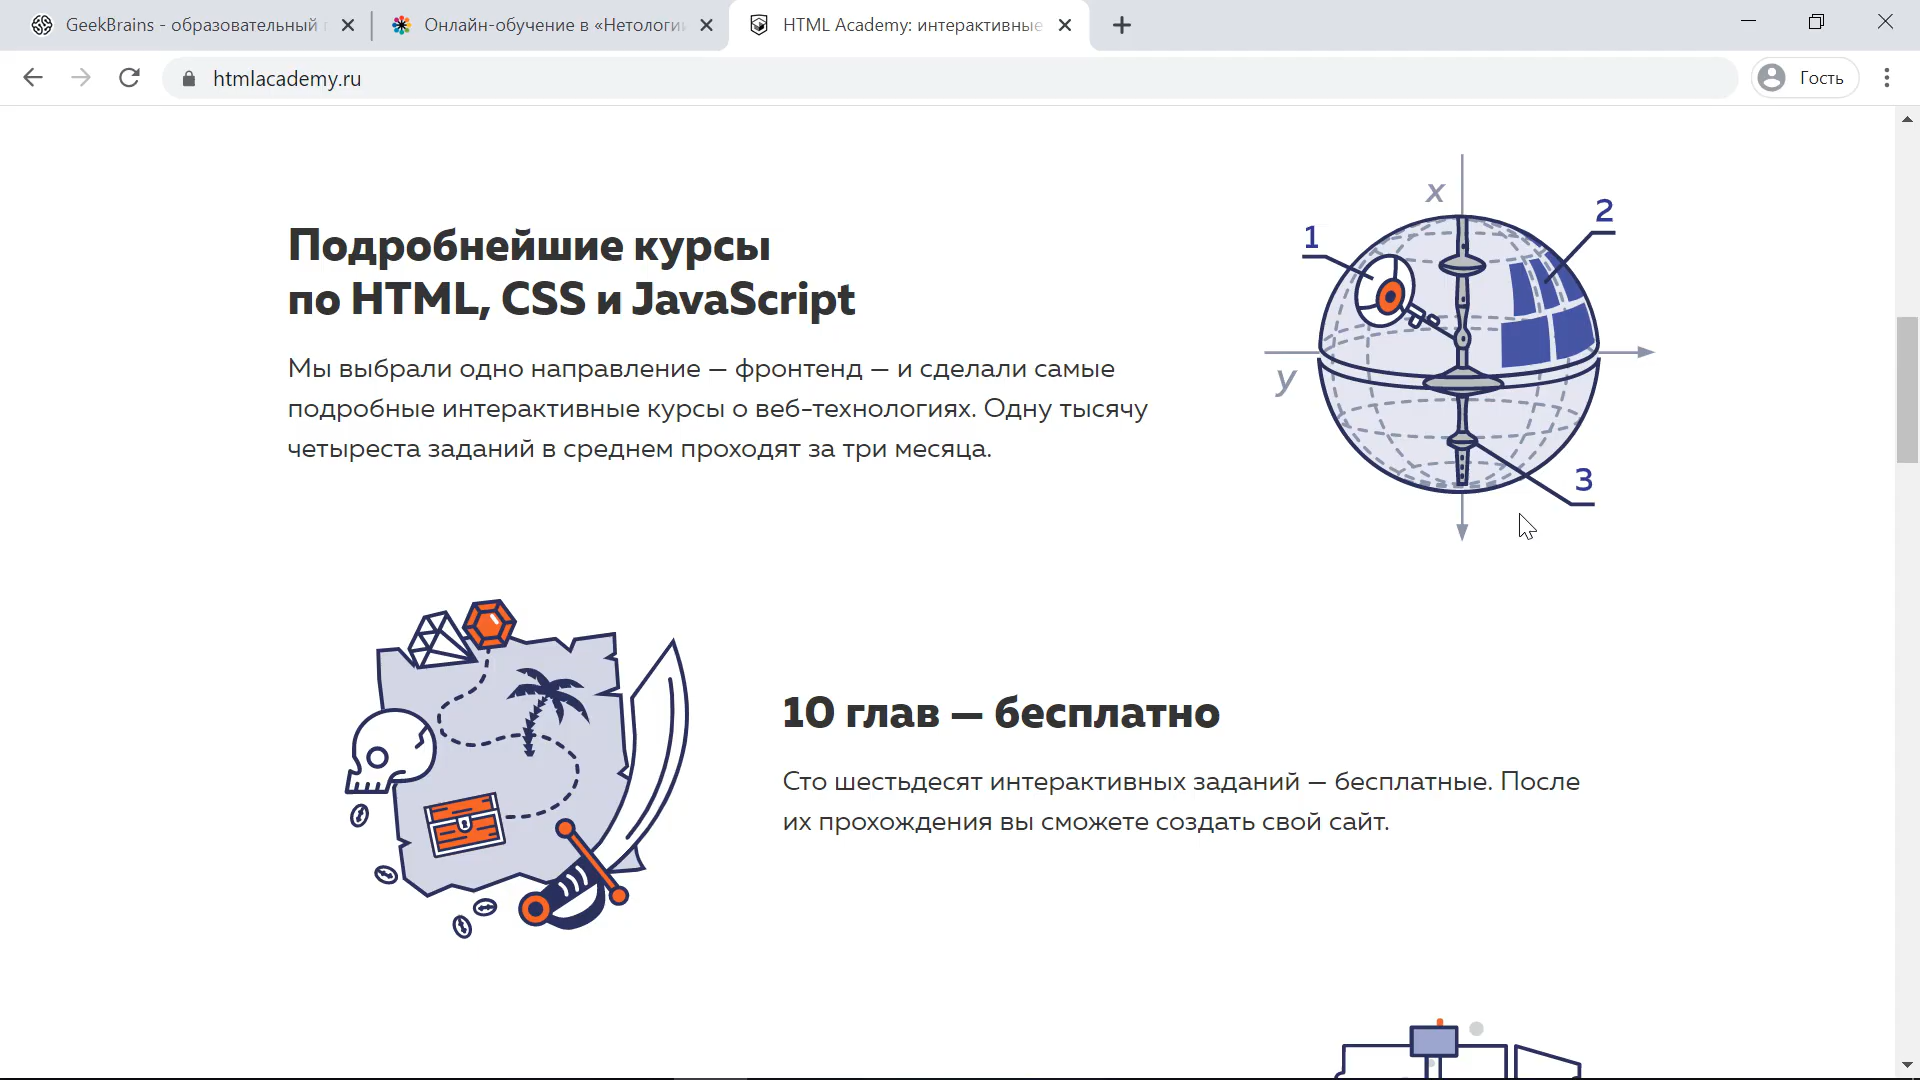 GeekBrains - образовательный
Онлайн-обучение в «Нетологии
HTML Academy: интерактивные
htmlacademy.ru
Гость
Подробнейшие курсы
по HTML, CSS и JavaScript
Мы выбрали одно направление — фронтенд — и сделали самые
подробные интерактивные курсы о веб-технологиях. Одну тысячу
четыреста заданий в среднем проходят за три месяца.
x
1
2
y
3
10 глав — бесплатно
Сто шестьдесят интерактивных заданий — бесплатные. После
их прохождения вы сможете создать свой сайт.